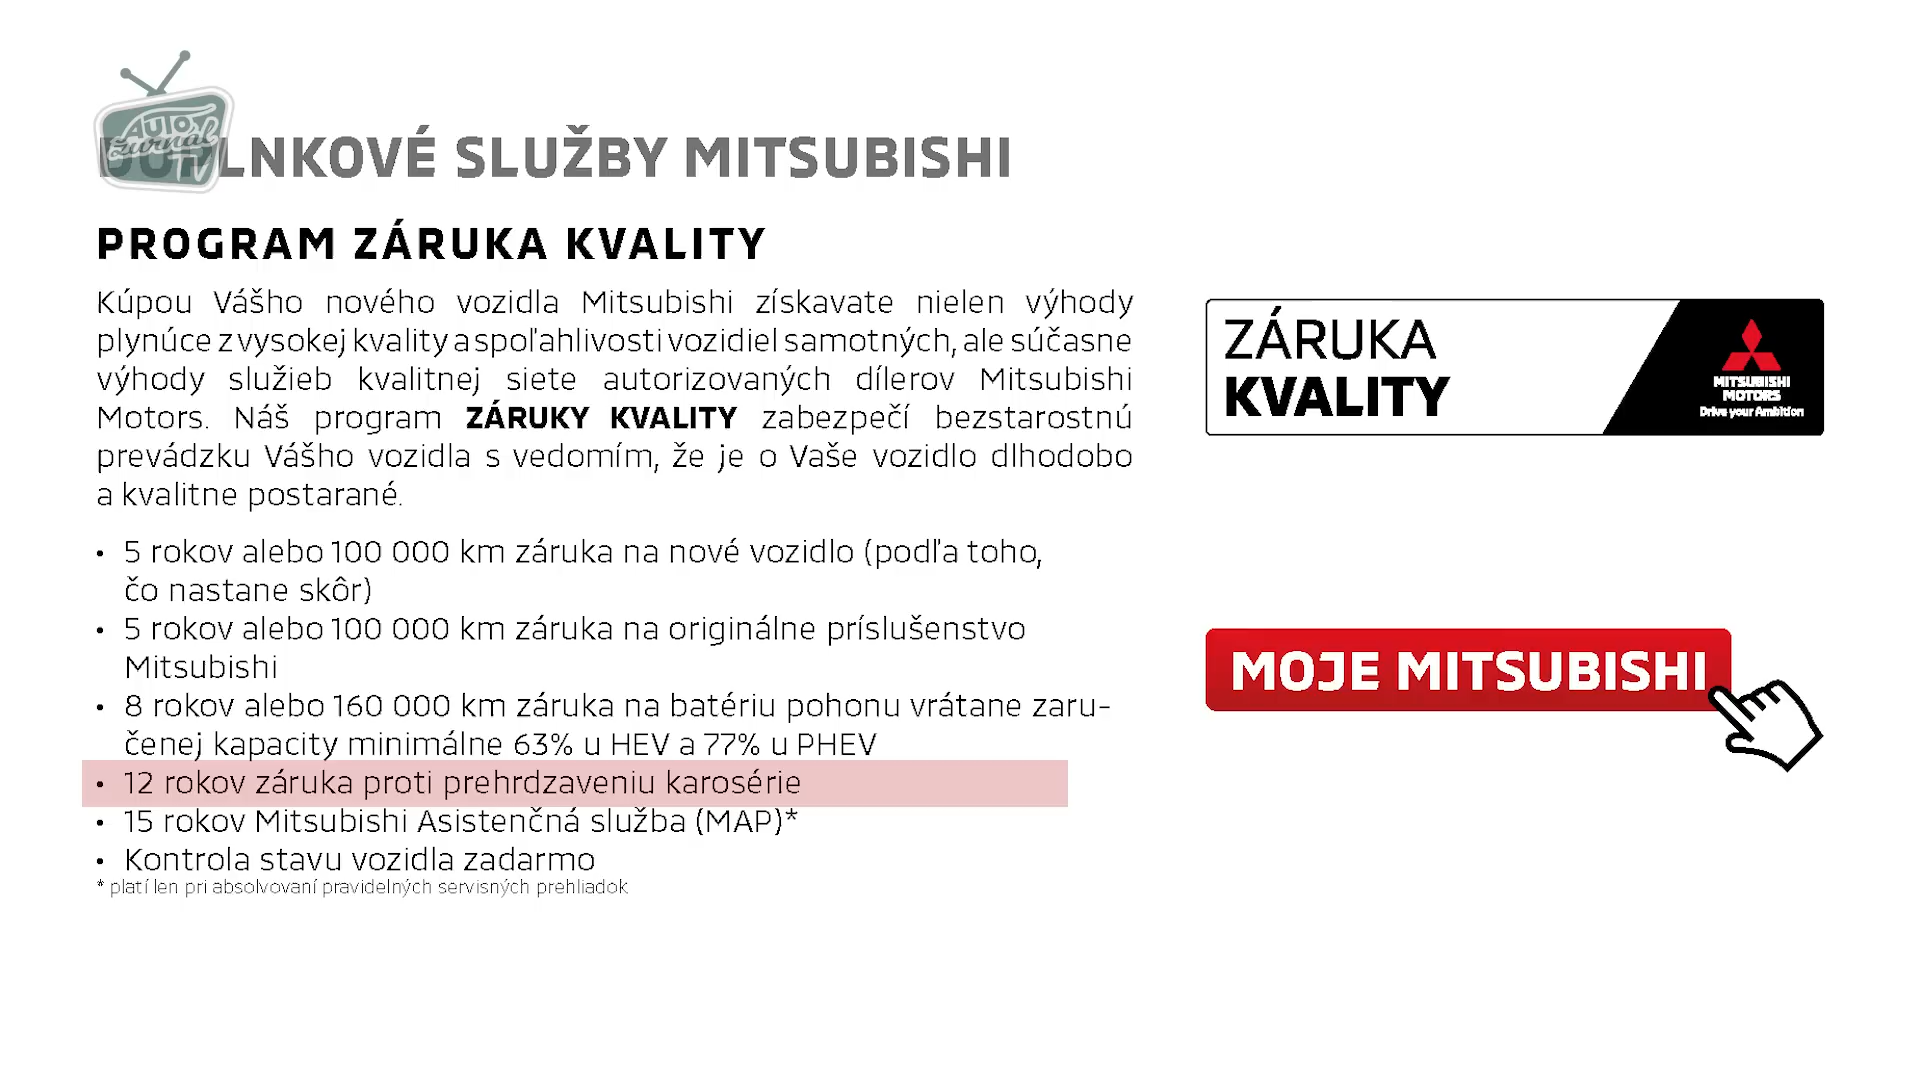 AUTO
žurnál
TV
LNKOVÉ SLUŽBY MITSUBISHI
PROGRAM ZÁRUKA KVALITY
Kúpou Vášho nového vozidla Mitsubishi získavate nielen výhody
plynúce z vysokej kvality a spoľahlivosti vozidiel samotných, ale súčasne
výhody služieb kvalitnej siete autorizovaných dílerov Mitsubishi
Motors. Náš program ZÁRUKY KVALITY zabezpečí bezstarostnú
prevádzku Vášho vozidla s vedomím, že je o Vaše vozidlo dlhodobo
a kvalitne postarané.
• 5 rokov alebo 100 000 km záruka na nové vozidlo (podľa toho,
čo nastane skôr)
• 5 rokov alebo 100 000 km záruka na originálne príslušenstvo
Mitsubishi
• 8 rokov alebo 160 000 km záruka na batériu pohonu vrátane zaru-
čenej kapacity minimálne 63% u HEV a 77% u PHEV
• 12 rokov záruka proti prehrdzaveniu karosérie
• 15 rokov Mitsubishi Asistenčná služba (MAP)*
• Kontrola stavu vozidla zadarmo
* platí len pri absolvovaní pravidelných servisných prehliadok
ZÁRUKA
KVALITY
MITSUBISHI
MOTORS
Drive your Ambition
MOJE MITSUBISHI